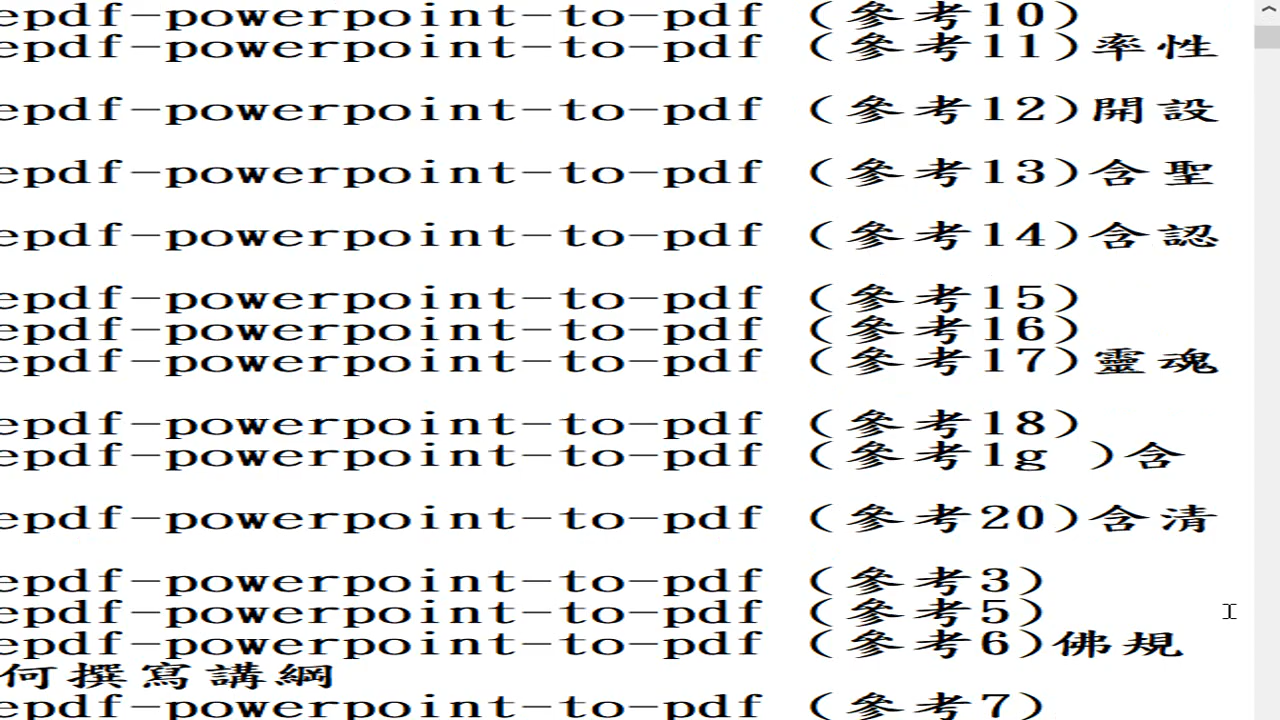 epdf-powerpoint-to-pdf (參考10)
epdf-powerpoint-to-pdf (參考11)率性
epdf-powerpoint-to-pdf (參考12)開設
epdf-powerpoint-to-pdf (參考13)含聖
epdf-powerpoint-to-pdf (參考14)含認
epdf-powerpoint-to-pdf (參考15)
epdf-powerpoint-to-pdf (參考16)
epdf-powerpoint-to-pdf (參考17)靈魂
epdf-powerpoint-to-pdf (參考18)
epdf-powerpoint-to-pdf (參考1g )含
epdf-powerpoint-to-pdf (參考20)含清
epdf-powerpoint-to-pdf (參考3)
epdf-powerpoint-to-pdf (參考5)
epdf-powerpoint-to-pdf (參考6)佛規
何撰寫講綱
epdf-powerpoint-to-pdf (參考7)